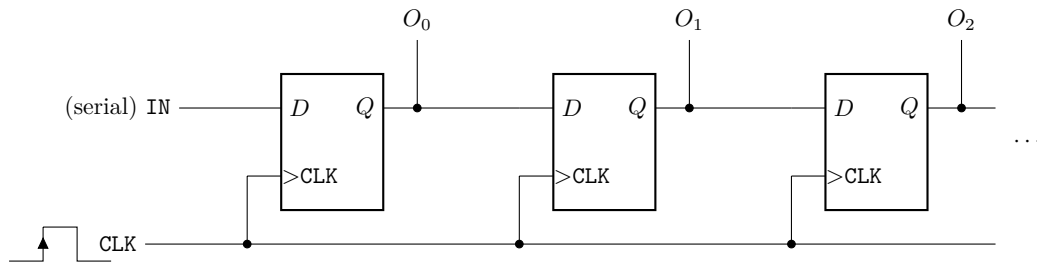 O₀ O₁ O₂
(serial) IN D Q D Q D Q
...
>CLK >CLK >CLK
CLK